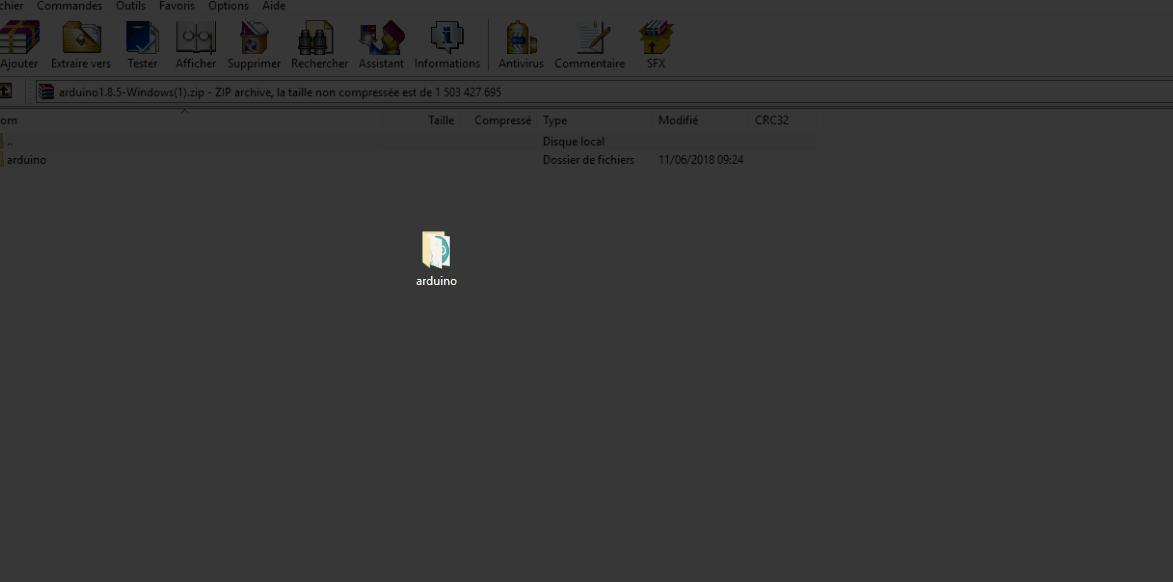 chier Commandes Outils Favoris Options Aide
Ajouter Extraire vers Tester Afficher Supprimer Rechercher Assistant Informations Antivirus Commentaire SFX
arduino1.8.5-Windows(1).zip - ZIP archive, la taille non compressée est de 1 503 427 695
om Taille Compressé Type Modifié CRC32
.. Disque local
arduino Dossier de fichiers 11/06/2018 09:24
arduino